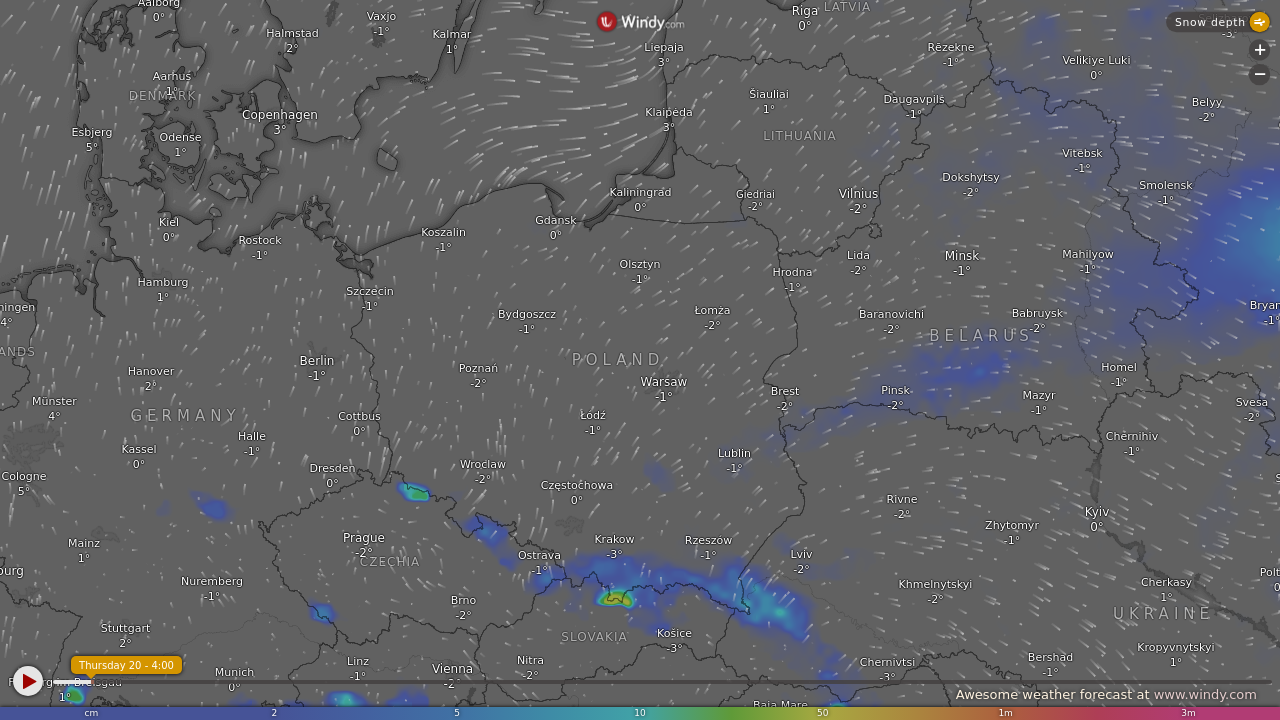 Aalborg
0°
Vaxjo
-1°
Halmstad
2°
Kalmar
1°
Windy.com
Riga
0°
LATVIA
Snow depth
-3°
Liepaja
3°
Rēzekne
-1°
Velikiye Luki
0°
+
−
Aarhus
1°
DENMARK
Copenhagen
3°
Šiauliai
1°
Daugavpils
-1°
Belyy
-2°
Klaipėda
3°
Esbjerg
5°
Odense
1°
LITHUANIA
Vitebsk
-1°
Dokshytsy
-2°
Smolensk
-1°
Kaliningrad
0°
Giedriai
-2°
Vilnius
-2°
Kiel
0°
Rostock
-1°
Koszalin
-1°
Gdansk
0°
Olsztyn
-1°
Hrodna
-1°
Lida
-2°
Minsk
-1°
Mahilyow
-1°
Hamburg
1°
Szczecin
-1°
ningen
4°
Bydgoszcz
-1°
Łomża
-2°
Baranovichi
-2°
Babruysk
-2°
Bryan
-1°
BELARUS
ANDS
Berlin
-1°
POLAND
Hanover
2°
Poznań
-2°
Warsaw
-1°
Brest
-2°
Pinsk
-2°
Homel
-1°
Mazyr
-1°
Svesa
-2°
Münster
4°
GERMANY
Cottbus
0°
Łódź
-1°
Halle
-1°
Kassel
0°
Chernihiv
-1°
Lublin
-1°
Cologne
5°
Dresden
0°
Wroclaw
-2°
Częstochowa
0°
S
Rivne
-2°
Kyiv
0°
Zhytomyr
-1°
Mainz
1°
Prague
-2°
CZECHIA
Ostrava
-1°
Krakow
-3°
Rzeszow
-1°
Lviv
-2°
burg
Nuremberg
-1°
Khmelnytskyi
-2°
Cherkasy
1°
Polt
0
Brno
-2°
UKRAINE
Stuttgart
2°
SLOVAKIA
Košice
-3°
Kropyvnytskyi
1°
Thursday 20 - 4:00
Linz
-1°
Nitra
-2°
Vienna
-2°
Chernivtsi
-3°
Bershad
-1°
Munich
0°
1°
Baia Mare
Awesome weather forecast at www.windy.com
cm 2 5 10 50 1m 3m